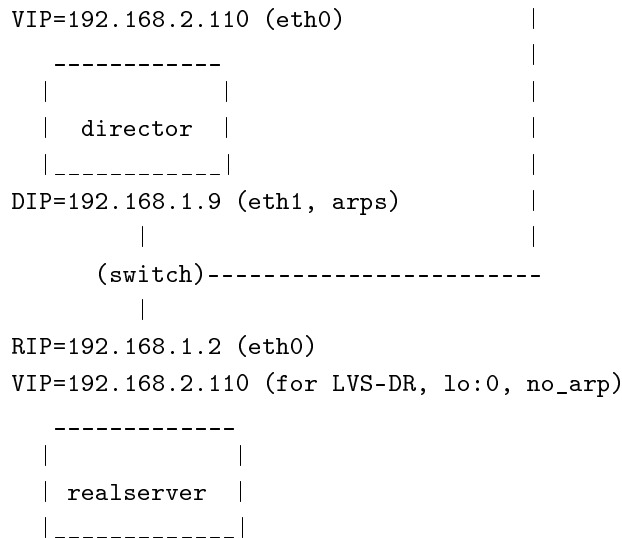 VIP=192.168.2.110 (eth0)
director
DIP=192.168.1.9 (eth1, arps)
(switch)
RIP=192.168.1.2 (eth0)
VIP=192.168.2.110 (for LVS-DR, lo:0, no_arp)
realserver